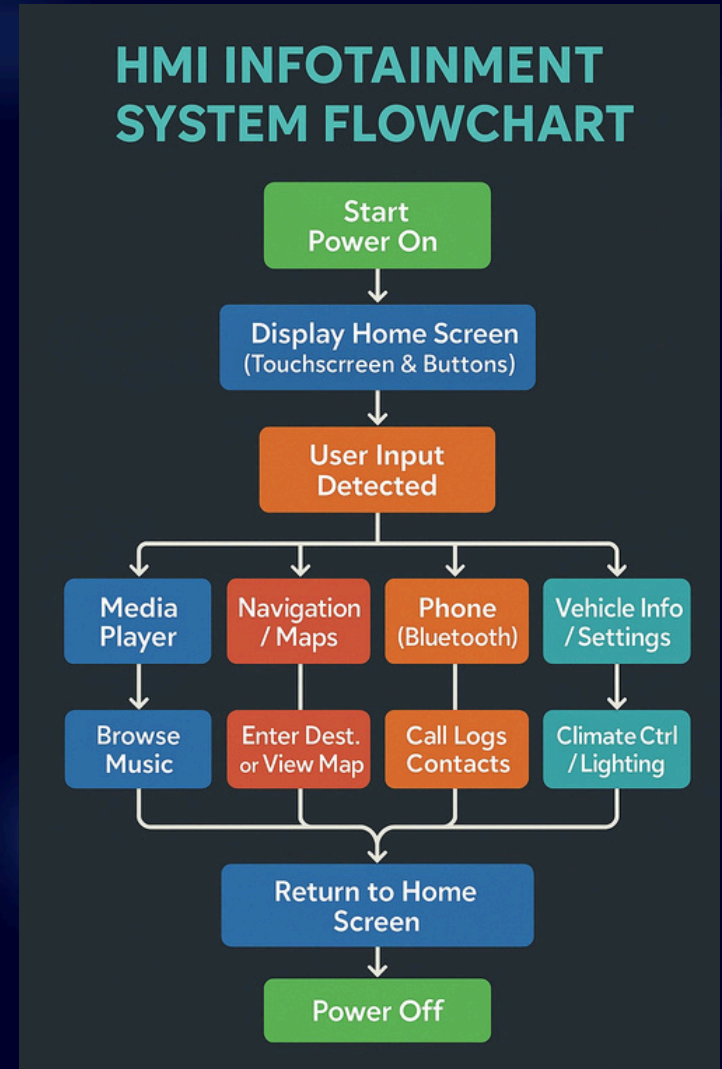 HMI INFOTAINMENT
SYSTEM FLOWCHART
Start
Power On
Display Home Screen
(Touchscrreen & Buttons)
User Input
Detected
Media
Player
Navigation
/ Maps
Phone
(Bluetooth)
Vehicle Info
/ Settings
Browse
Music
Enter Dest.
or View Map
Call Logs
Contacts
Climate Ctrl
/ Lighting
Return to Home
Screen
Power Off